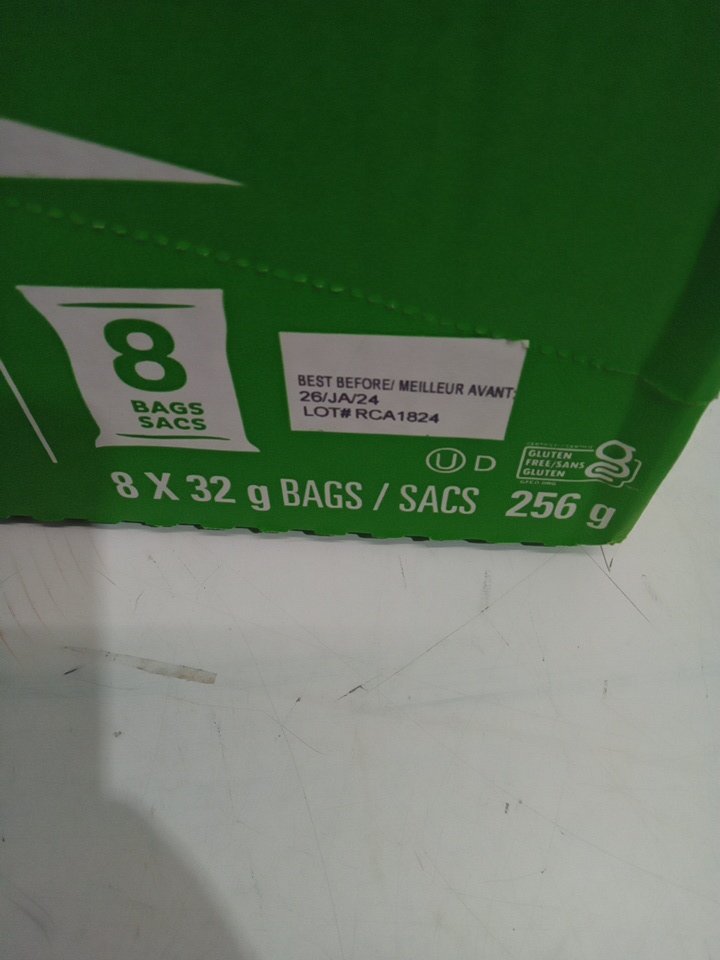 8
BAGS
SACS
BEST BEFORE/ MEILLEUR AVANT:
26/JA/24
LOT# RCA1824
U D
GLUTEN
FREE/SANS
GLUTEN
8 X 32 g BAGS / SACS 256 g